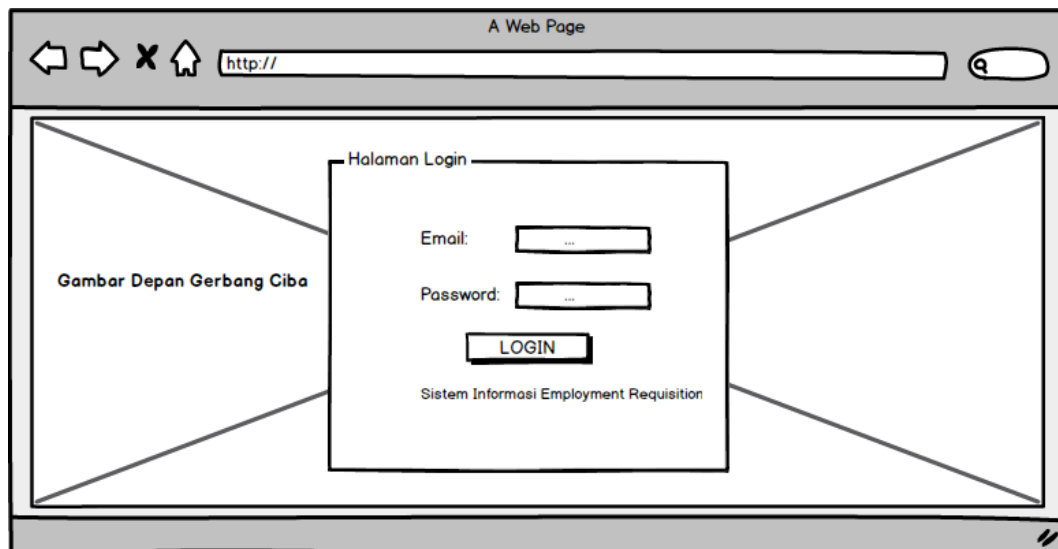 A Web Page
http://
Halaman Login
Email: ...
Gambar Depan Gerbang Ciba
Password: ...
LOGIN
Sistem Informasi Employment Requisition